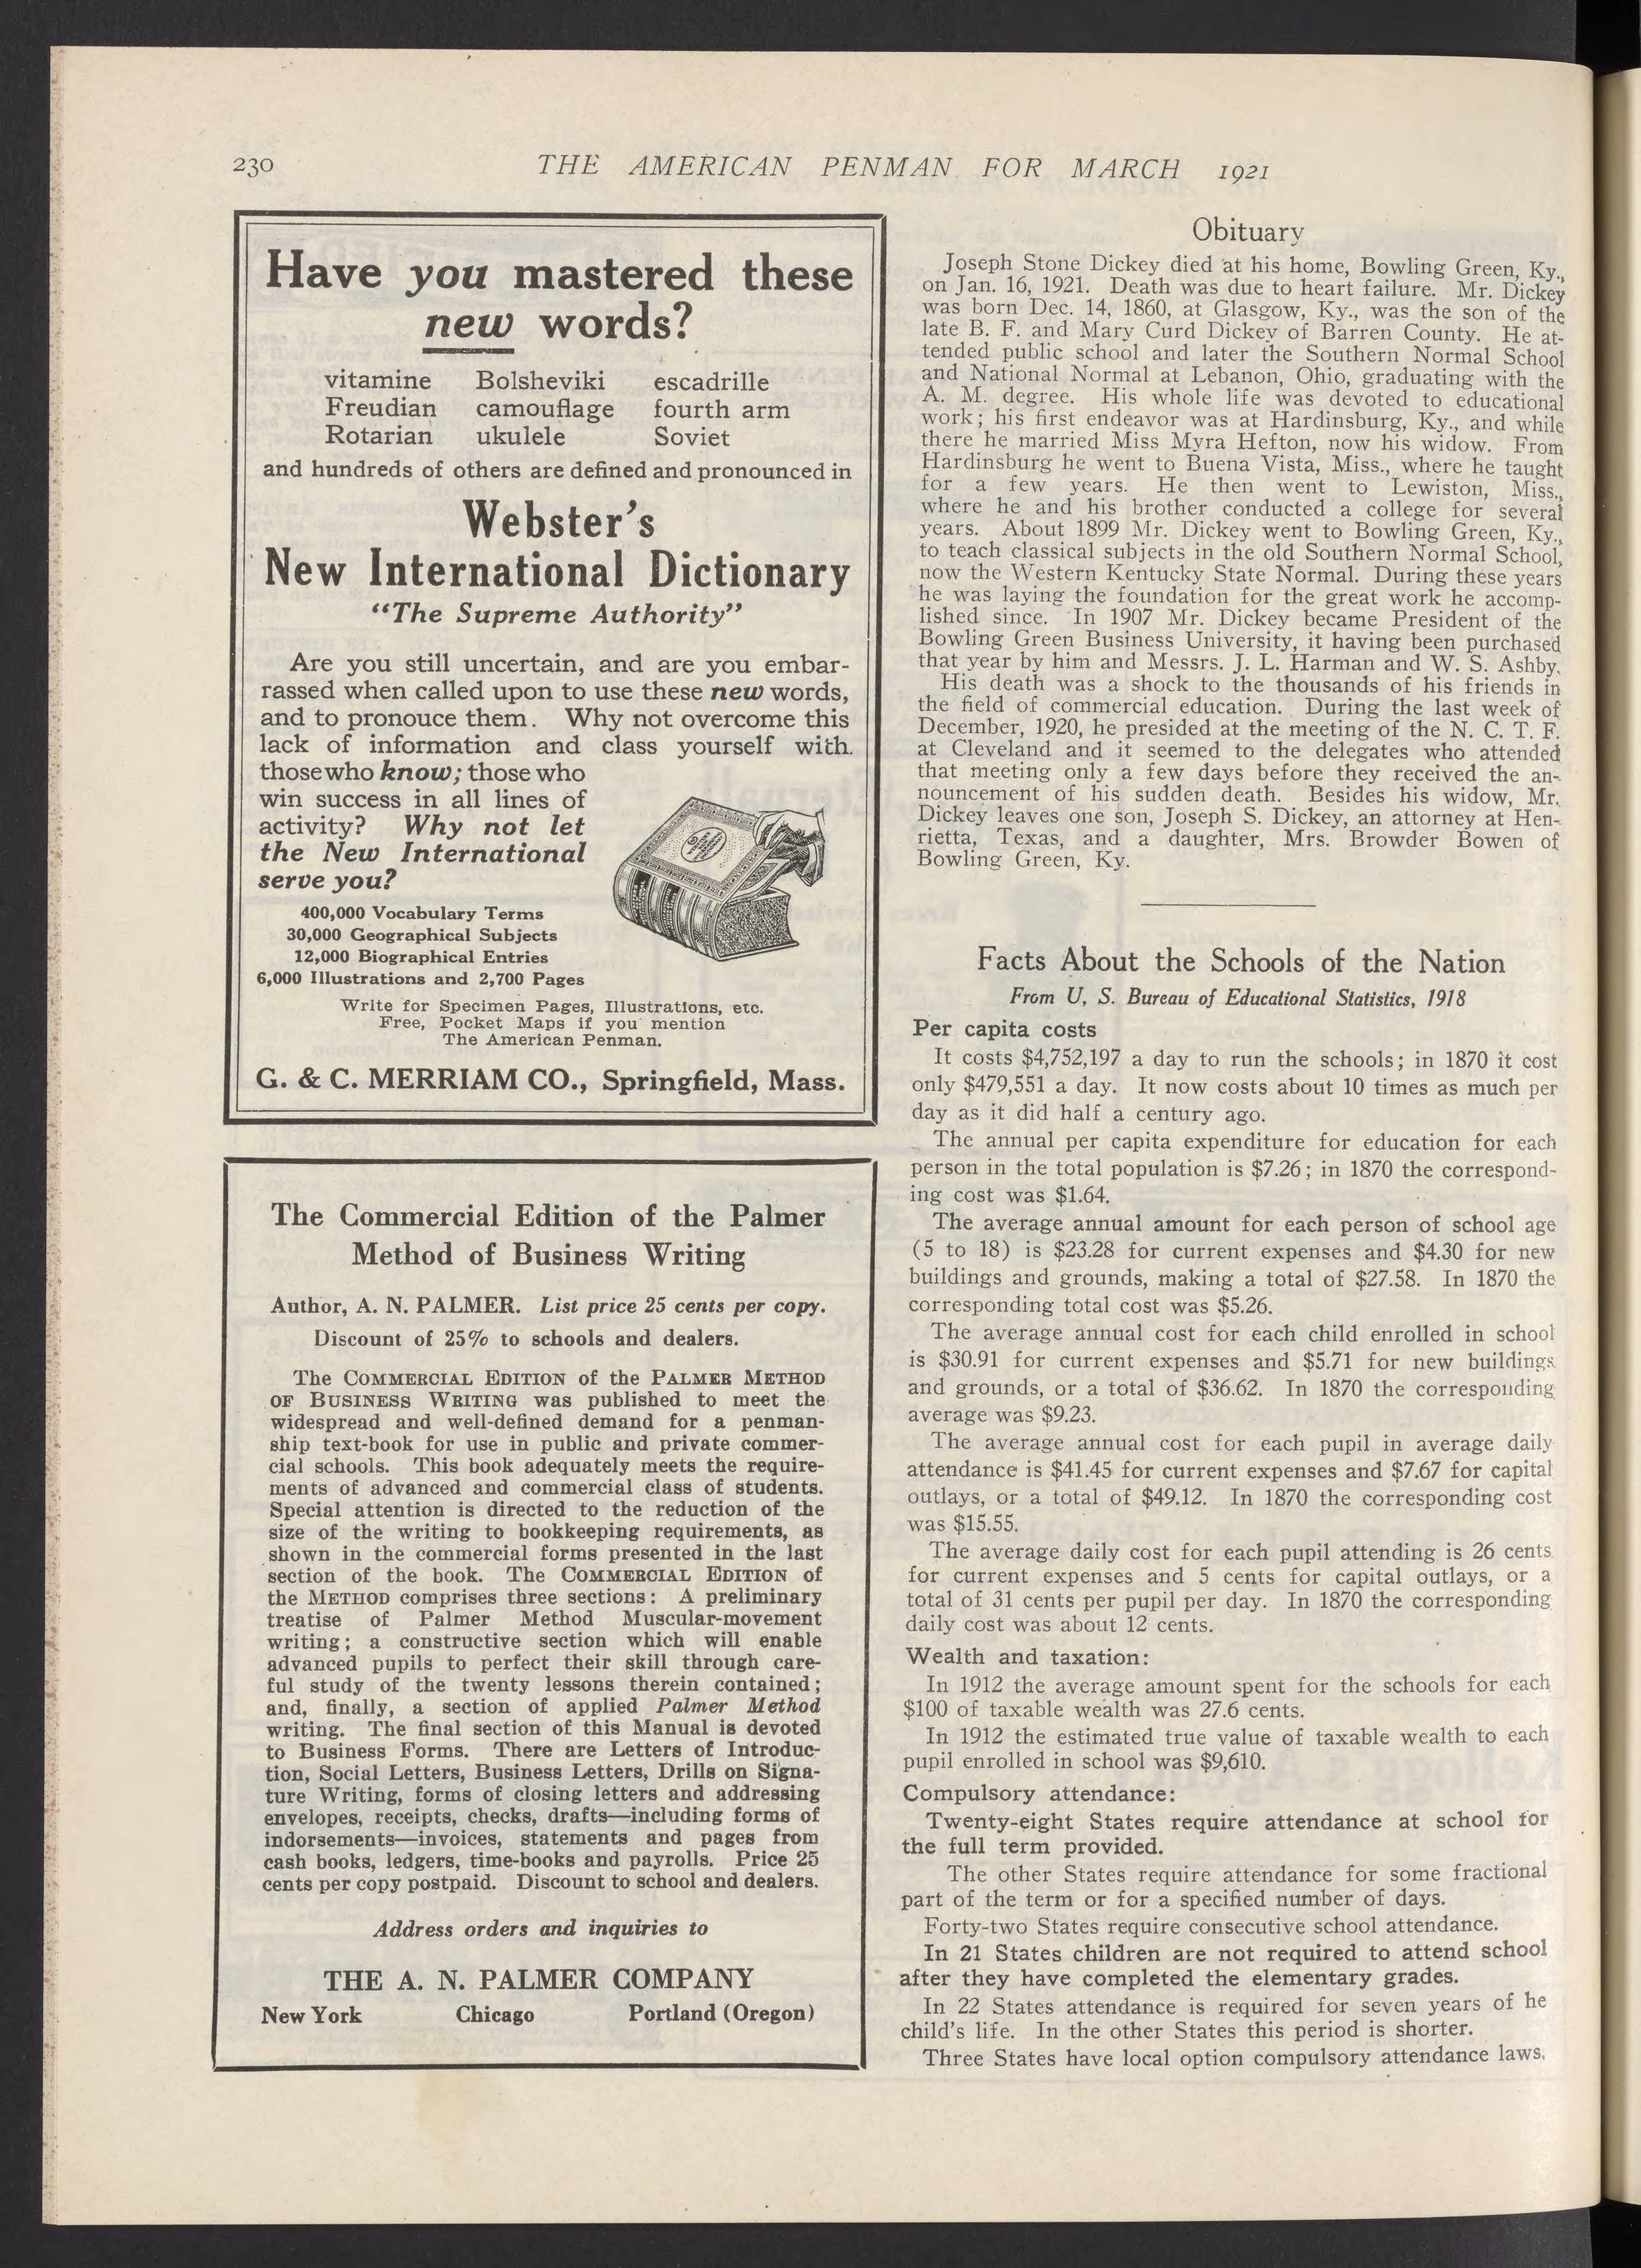 230
THE AMERICAN PENMAN FOR MARCH 1921
Have you mastered these
new words?
vitamine Bolsheviki escadrille
Freudian camouflage fourth arm
Rotarian ukulele Soviet
and hundreds of others are defined and pronounced in
Webster's
New International Dictionary
"The Supreme Authority"
Are you still uncertain, and are you embar-
rassed when called upon to use these new words,
and to pronouce them. Why not overcome this
lack of information and class yourself with.
those who know; those who
win success in all lines of
activity? Why not let
the New International
serve you?
400,000 Vocabulary Terms
30,000 Geographical Subjects
12,000 Biographical Entries
6,000 Illustrations and 2,700 Pages
Write for Specimen Pages, Illustrations, etc.
Free, Pocket Maps if you mention
The American Penman.
G. & C. MERRIAM CO., Springfield, Mass.
The Commercial Edition of the Palmer
Method of Business Writing
Author, A. N. PALMER. List price 25 cents per copy.
Discount of 25% to schools and dealers.
The COMMERCIAL EDITION of the PALMER METHOD
OF BUSINESS WRITING was published to meet the
widespread and well-defined demand for a penman-
ship text-book for use in public and private commer-
cial schools. This book adequately meets the require-
ments of advanced and commercial class of students.
Special attention is directed to the reduction of the
size of the writing to bookkeeping requirements, as
shown in the commercial forms presented in the last
section of the book. The COMMERCIAL EDITION of
the METHOD comprises three sections: A preliminary
treatise of Palmer Method Muscular-movement
writing; a constructive section which will enable
advanced pupils to perfect their skill through care-
ful study of the twenty lessons therein contained;
and, finally, a section of applied Palmer Method
writing. The final section of this Manual is devoted
to Business Forms. There are Letters of Introduc-
tion, Social Letters, Business Letters, Drills on Signa-
ture Writing, forms of closing letters and addressing
envelopes, receipts, checks, drafts—including forms of
indorsements—invoices, statements and pages from
cash books, ledgers, time-books and payrolls. Price 25
cents per copy postpaid. Discount to school and dealers.
Address orders and inquiries to
THE A. N. PALMER COMPANY
New York Chicago Portland (Oregon)
Obituary
Joseph Stone Dickey died at his home, Bowling Green, Ky.,
on Jan. 16, 1921. Death was due to heart failure. Mr. Dickey
was born Dec. 14, 1860, at Glasgow, Ky., was the son of the
late B. F. and Mary Curd Dickey of Barren County. He at-
tended public school and later the Southern Normal School
and National Normal at Lebanon, Ohio, graduating with the
A. M. degree. His whole life was devoted to educational
work; his first endeavor was at Hardinsburg, Ky., and while
there he married Miss Myra Hefton, now his widow. From
Hardinsburg he went to Buena Vista, Miss., where he taught
for a few years. He then went to Lewiston, Miss.,
where he and his brother conducted a college for several
years. About 1899 Mr. Dickey went to Bowling Green, Ky.,
to teach classical subjects in the old Southern Normal School,
now the Western Kentucky State Normal. During these years
he was laying the foundation for the great work he accomp-
lished since. In 1907 Mr. Dickey became President of the
Bowling Green Business University, it having been purchased
that year by him and Messrs. J. L. Harman and W. S. Ashby.
His death was a shock to the thousands of his friends in
the field of commercial education. During the last week of
December, 1920, he presided at the meeting of the N. C. T. F.
at Cleveland and it seemed to the delegates who attended
that meeting only a few days before they received the an-
nouncement of his sudden death. Besides his widow, Mr.
Dickey leaves one son, Joseph S. Dickey, an attorney at Hen-
rietta, Texas, and a daughter, Mrs. Browder Bowen of
Bowling Green, Ky.
Facts About the Schools of the Nation
From U, S. Bureau of Educational Statistics, 1918
Per capita costs
It costs $4,752,197 a day to run the schools; in 1870 it cost
only $479,551 a day. It now costs about 10 times as much per
day as it did half a century ago.
The annual per capita expenditure for education for each
person in the total population is $7.26; in 1870 the correspond-
ing cost was $1.64.
The average annual amount for each person of school age
(5 to 18) is $23.28 for current expenses and $4.30 for new
buildings and grounds, making a total of $27.58. In 1870 the
corresponding total cost was $5.26.
The average annual cost for each child enrolled in school
is $30.91 for current expenses and $5.71 for new buildings
and grounds, or a total of $36.62. In 1870 the corresponding
average was $9.23.
The average annual cost for each pupil in average daily
attendance is $41.45 for current expenses and $7.67 for capital
outlays, or a total of $49.12. In 1870 the corresponding cost
was $15.55.
The average daily cost for each pupil attending is 26 cents
for current expenses and 5 cents for capital outlays, or a
total of 31 cents per pupil per day. In 1870 the corresponding
daily cost was about 12 cents.
Wealth and taxation:
In 1912 the average amount spent for the schools for each
$100 of taxable wealth was 27.6 cents.
In 1912 the estimated true value of taxable wealth to each
pupil enrolled in school was $9,610.
Compulsory attendance:
Twenty-eight States require attendance at school for
the full term provided.
The other States require attendance for some fractional
part of the term or for a specified number of days.
Forty-two States require consecutive school attendance.
In 21 States children are not required to attend school
after they have completed the elementary grades.
In 22 States attendance is required for seven years of he
child's life. In the other States this period is shorter.
Three States have local option compulsory attendance laws.